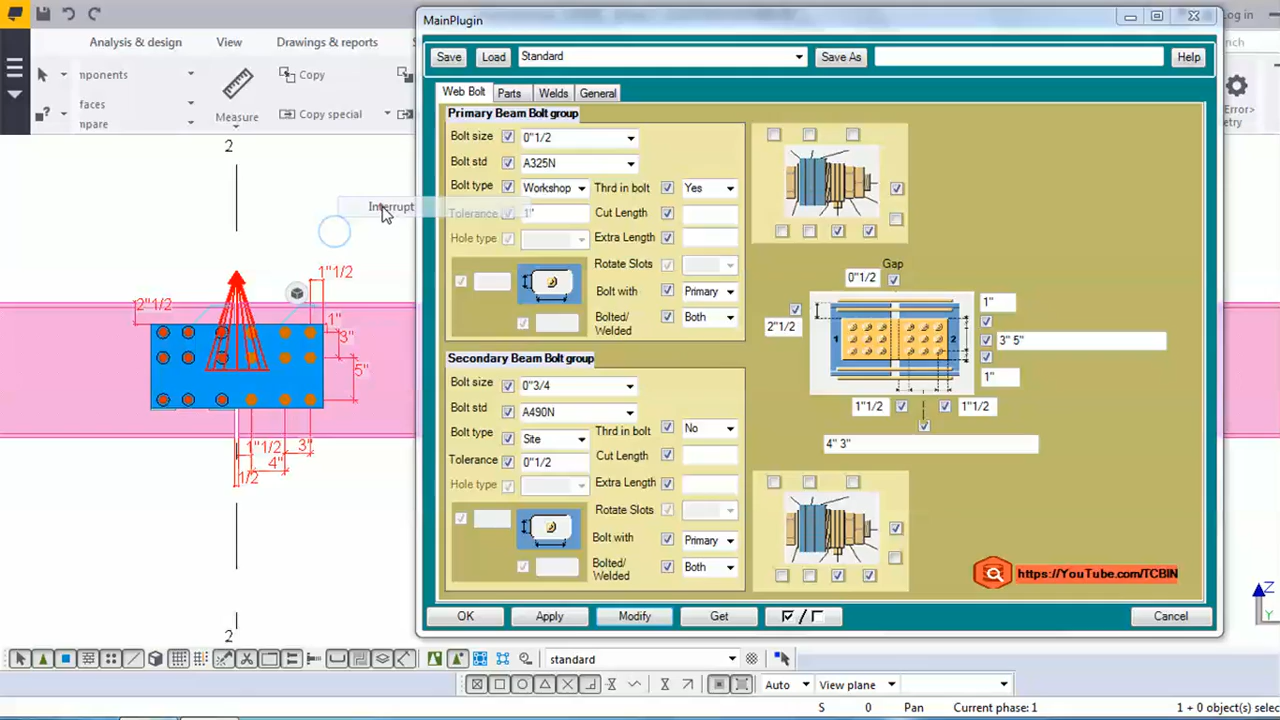 MainPlugin
og in
Analysis & design
View
Drawings & reports
Save
Load
Standard
Save As
Help
mponents
Copy
faces
Measure
Copy special
mpare
Web Bolt
Parts
Welds
General
Error>
etry
Primary Beam Bolt group
Bolt size
0"1/2
Bolt std
A325N
Bolt type
Workshop
Thrd in bolt
Yes
Interrupt
Tolerance
1"
Cut Length
Hole type
Extra Length
Rotate Slots
Bolt with
Primary
Bolted/
Welded
Both
Secondary Beam Bolt group
Bolt size
0"3/4
Bolt std
A490N
Bolt type
Site
Thrd in bolt
No
Tolerance
0"1/2
Cut Length
Hole type
Extra Length
Rotate Slots
Bolt with
Primary
Bolted/
Welded
Both
Gap
0"1/2
1"
2"1/2
1
2
3" 5"
1"
1"1/2
1"1/2
4" 3"
https://YouTube.com/TCBIN
OK
Apply
Modify
Get
/
Cancel
2
2"1/2
1"1/2
1"
3"
5"
1"1/2
3"
4"
1/2
2
Z
Y
standard
Auto
View plane
S
0
Pan
Current phase: 1
1 + 0 object(s) selec